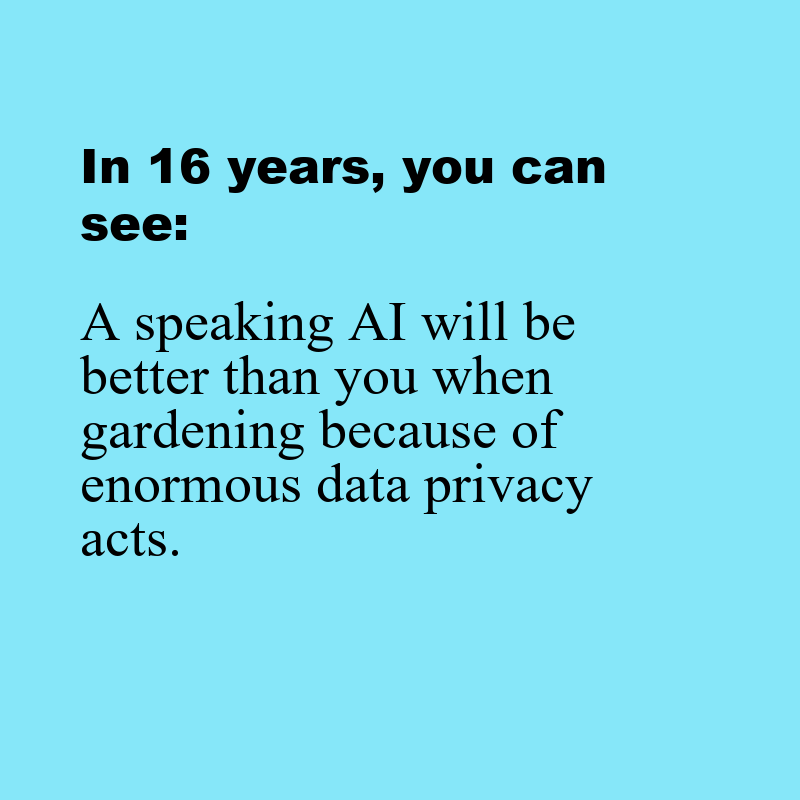 In 16 years, you can
see:
A speaking AI will be
better than you when
gardening because of
enormous data privacy
acts.